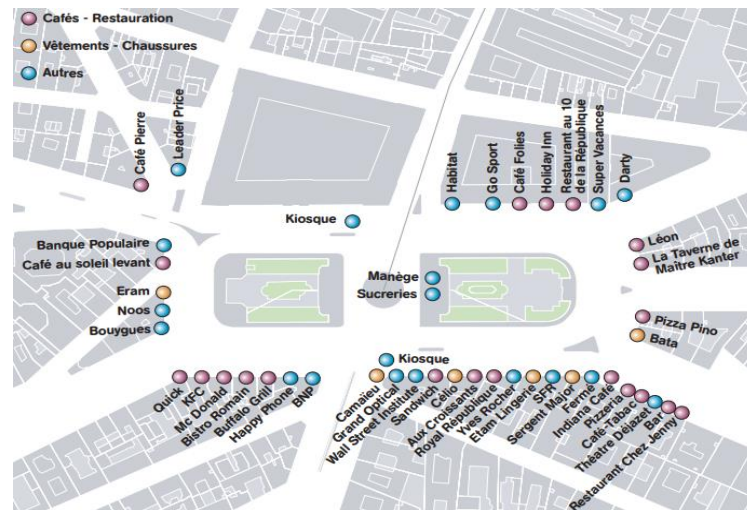 Cafés - Restauration
Vêtements - Chaussures
Autres
Café Pierre
Leader Price
Habitat
Go Sport
Café Folies
Holiday Inn
Restaurant au 10
de la République
Super Vacances
Darty
Kiosque
Banque Populaire
Café au soleil levant
Eram
Noos
Bouygues
Manège
Sucreries
Léon
La Taverne de
Maître Kanter
Pizza Pino
Bata
Kiosque
Quick
KFC
Mc Donald
Bistro Romain
Buffalo Grill
Happy Phone
BNP
Camaïeu
Grand Optical
Wall Street Institute
Sandwich
Célio
Aux Croissants
Royal République
Yves Rocher
Etam Lingerie
SFR
Sergent Major
Fermé
Indiana Café
Pizzeria
Café-Tabac
Théatre Déjazet
Bar
Restaurant Chez Jenny